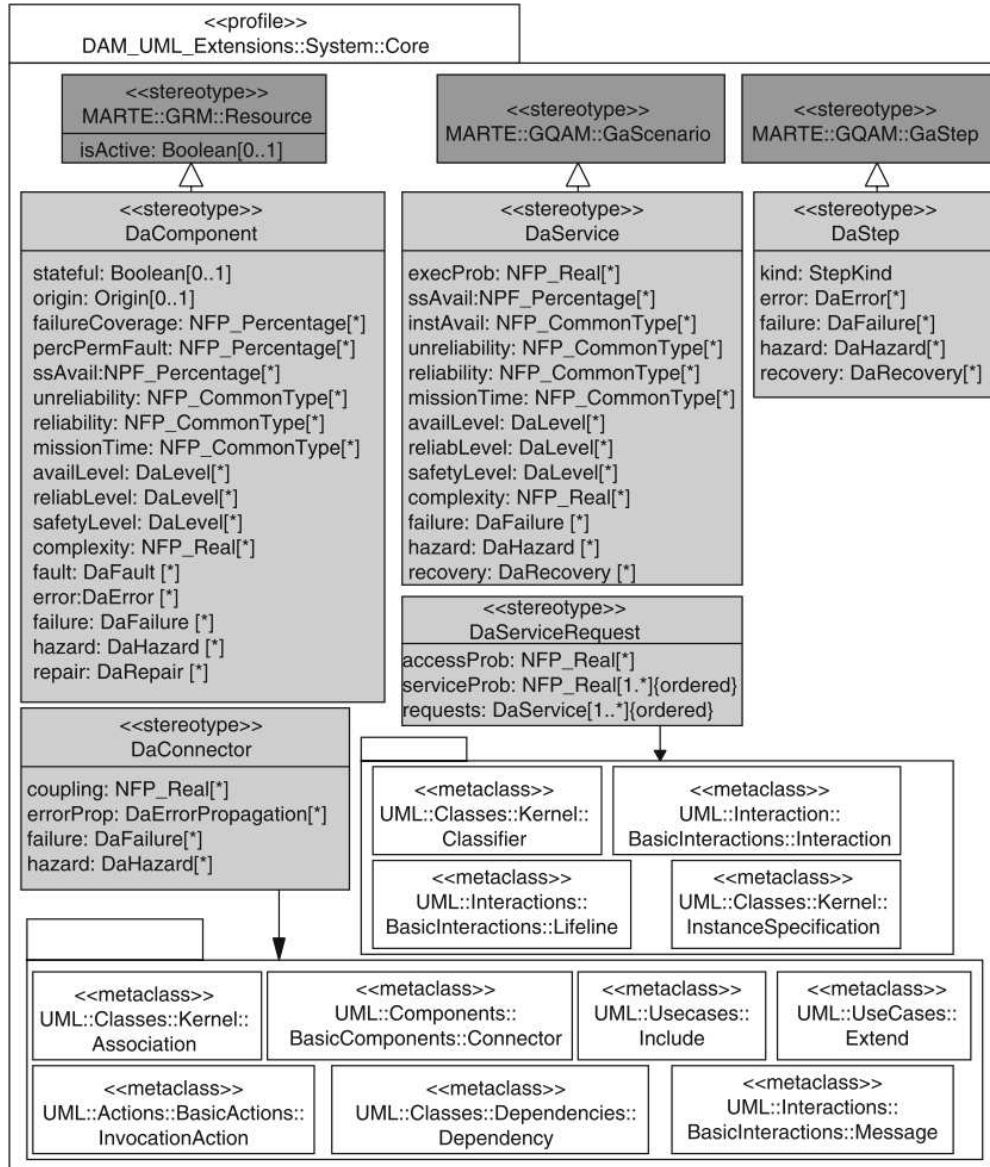 <<profile>>
DAM_UML_Extensions::System::Core
<<stereotype>>
MARTE::GRM::Resource
isActive: Boolean[0..1]
<<stereotype>>
MARTE::GQAM::GaScenario
<<stereotype>>
MARTE::GQAM::GaStep
<<stereotype>>
DaComponent
stateful: Boolean[0..1]
origin: Origin[0..1]
failureCoverage: NFP_Percentage[*]
percPermFault: NFP_Percentage[*]
ssAvail:NPF_Percentage[*]
unreliability: NFP_CommonType[*]
reliability: NFP_CommonType[*]
missionTime: NFP_CommonType[*]
availLevel: DaLevel[*]
reliabLevel: DaLevel[*]
safetyLevel: DaLevel[*]
complexity: NFP_Real[*]
fault: DaFault [*]
error:DaError [*]
failure: DaFailure [*]
hazard: DaHazard [*]
repair: DaRepair [*]
<<stereotype>>
DaService
execProb: NFP_Real[*]
ssAvail:NPF_Percentage[*]
instAvail: NFP_CommonType[*]
unreliability: NFP_CommonType[*]
reliability: NFP_CommonType[*]
missionTime: NFP_CommonType[*]
availLevel: DaLevel[*]
reliabLevel: DaLevel[*]
safetyLevel: DaLevel[*]
complexity: NFP_Real[*]
failure: DaFailure [*]
hazard: DaHazard [*]
recovery: DaRecovery [*]
<<stereotype>>
DaStep
kind: StepKind
error: DaError[*]
failure: DaFailure[*]
hazard: DaHazard[*]
recovery: DaRecovery[*]
<<stereotype>>
DaServiceRequest
accessProb: NFP_Real[*]
serviceProb: NFP_Real[1.*]{ordered}
requests: DaService[1..*]{ordered}
<<stereotype>>
DaConnector
coupling: NFP_Real[*]
errorProp: DaErrorPropagation[*]
failure: DaFailure[*]
hazard: DaHazard[*]
<<metaclass>>
UML::Classes::Kernel::
Classifier
<<metaclass>>
UML::Interaction::
BasicInteractions::Interaction
<<metaclass>>
UML::Interactions::
BasicInteractions::Lifeline
<<metaclass>>
UML::Classes::Kernel::
InstanceSpecification
<<metaclass>>
UML::Classes::Kernel::
Association
<<metaclass>>
UML::Components::
BasicComponents::Connector
<<metaclass>>
UML::Usecases::
Include
<<metaclass>>
UML::UseCases::
Extend
<<metaclass>>
UML::Actions::BasicActions::
InvocationAction
<<metaclass>>
UML::Classes::Dependencies::
Dependency
<<metaclass>>
UML::Interactions::
BasicInteractions::Message